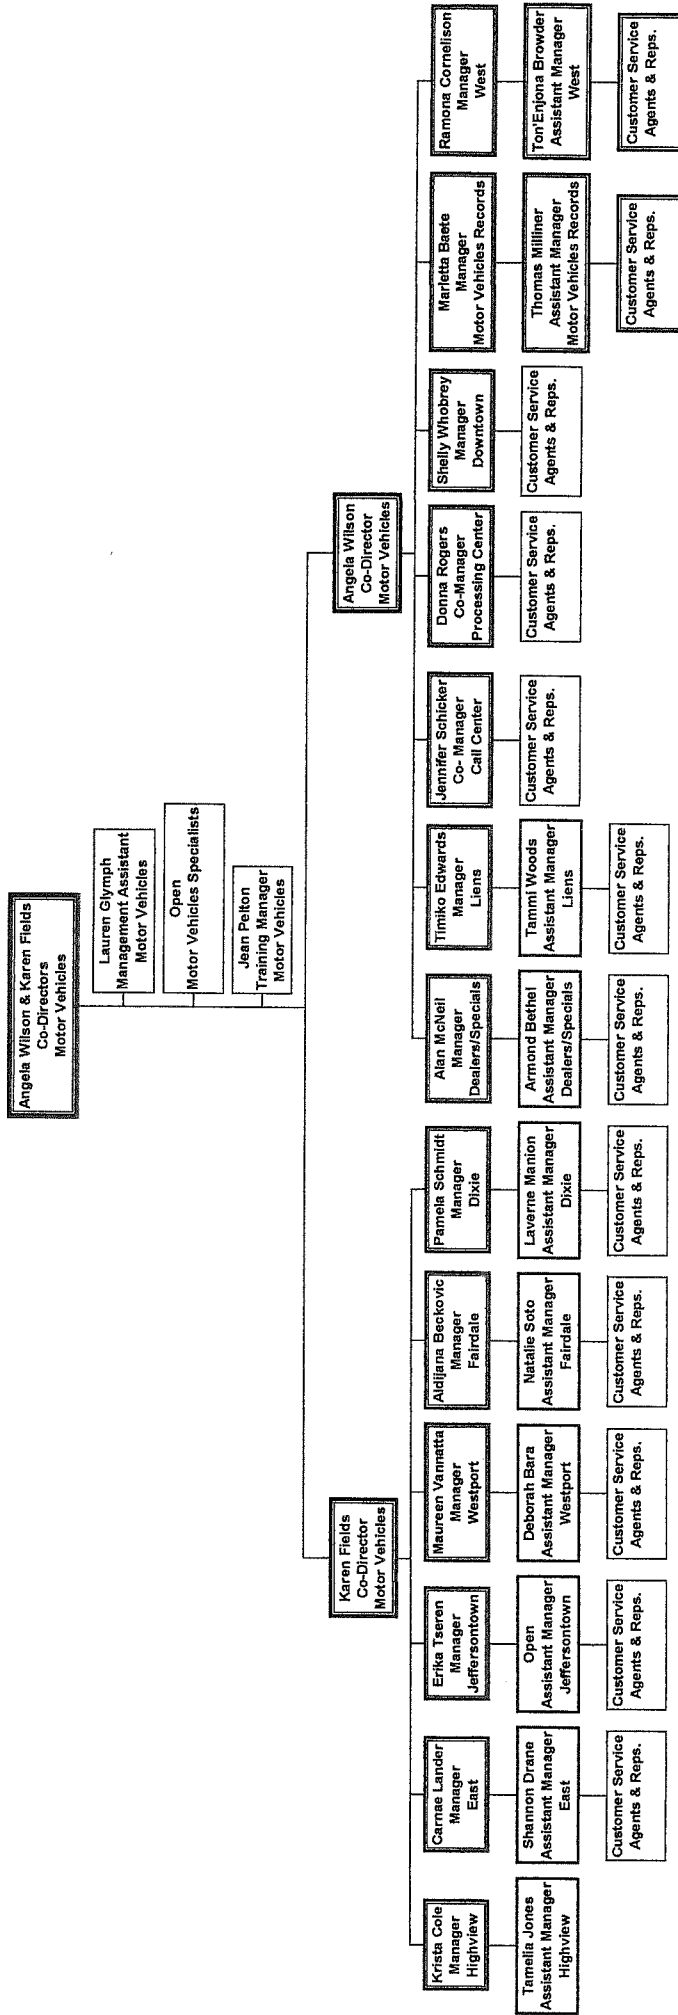 Angela Wilson & Karen Fields
Co-Directors
Motor Vehicles
Lauren Glymph
Management Assistant
Motor Vehicles
Open
Motor Vehicles Specialists
Jean Pelton
Training Manager
Motor Vehicles
Karen Fields
Co-Director
Motor Vehicles
Angela Wilson
Co-Director
Motor Vehicles
Krista Cole
Manager
Highview
Carnae Lander
Manager
East
Erika Tseren
Manager
Jeffersontown
Maureen Vannatta
Manager
Westport
Aldijana Beckovic
Manager
Fairdale
Pamela Schmidt
Manager
Dixie
Alan McNeil
Manager
Dealers/Specials
Timiko Edwards
Manager
Liens
Jennifer Schicker
Co- Manager
Call Center
Donna Rogers
Co-Manager
Processing Center
Shelly Whobrey
Manager
Downtown
Marletta Baete
Manager
Motor Vehicles Records
Ramona Cornelison
Manager
West
Tamelia Jones
Assistant Manager
Highview
Shannon Drane
Assistant Manager
East
Open
Assistant Manager
Jeffersontown
Deborah Bara
Assistant Manager
Westport
Natalie Soto
Assistant Manager
Fairdale
Laverne Manion
Assistant Manager
Dixie
Armond Bethel
Assistant Manager
Dealers/Specials
Tammi Woods
Assistant Manager
Liens
Customer Service
Agents & Reps.
Customer Service
Agents & Reps.
Customer Service
Agents & Reps.
Thomas Milliner
Assistant Manager
Motor Vehicles Records
Ton'Enjona Browder
Assistant Manager
West
Customer Service
Agents & Reps.
Customer Service
Agents & Reps.
Customer Service
Agents & Reps.
Customer Service
Agents & Reps.
Customer Service
Agents & Reps.
Customer Service
Agents & Reps.
Customer Service
Agents & Reps.
Customer Service
Agents & Reps.
Customer Service
Agents & Reps.